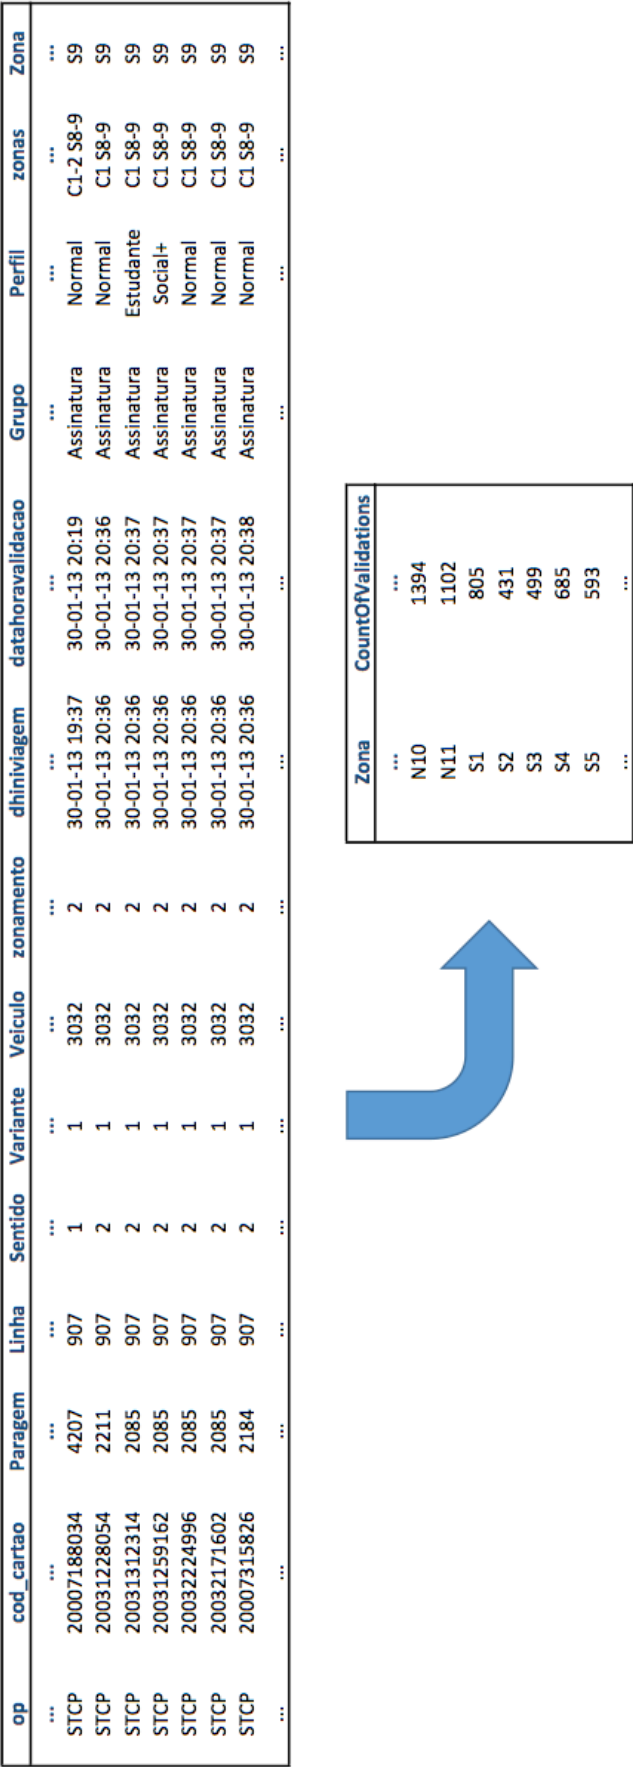 op cod_cartao Paragem Linha Sentido Variante Veiculo zonamento dhiniviagem datahoravalidacao Grupo Perfil zonas Zona
... ... ... ... ... ... ... ... ... ... ... ... ... ...
STCP 20007188034 4207 907 1 1 3032 2 30-01-13 19:37 30-01-13 20:19 Assinatura Normal C1-2 S8-9 S9
STCP 20031228054 2211 907 2 1 3032 2 30-01-13 20:36 30-01-13 20:36 Assinatura Normal C1 S8-9 S9
STCP 20031312314 2085 907 2 1 3032 2 30-01-13 20:36 30-01-13 20:37 Assinatura Estudante C1 S8-9 S9
STCP 20031259162 2085 907 2 1 3032 2 30-01-13 20:36 30-01-13 20:37 Assinatura Social+ C1 S8-9 S9
STCP 20032224996 2085 907 2 1 3032 2 30-01-13 20:36 30-01-13 20:37 Assinatura Normal C1 S8-9 S9
STCP 20032171602 2085 907 2 1 3032 2 30-01-13 20:36 30-01-13 20:37 Assinatura Normal C1 S8-9 S9
STCP 20007315826 2184 907 2 1 3032 2 30-01-13 20:36 30-01-13 20:38 Assinatura Normal C1 S8-9 S9
... ... ... ... ... ... ... ... ... ... ... ... ... ...
Zona CountOfValidations
... ...
N10 1394
N11 1102
S1 805
S2 431
S3 499
S4 685
S5 593
... ...